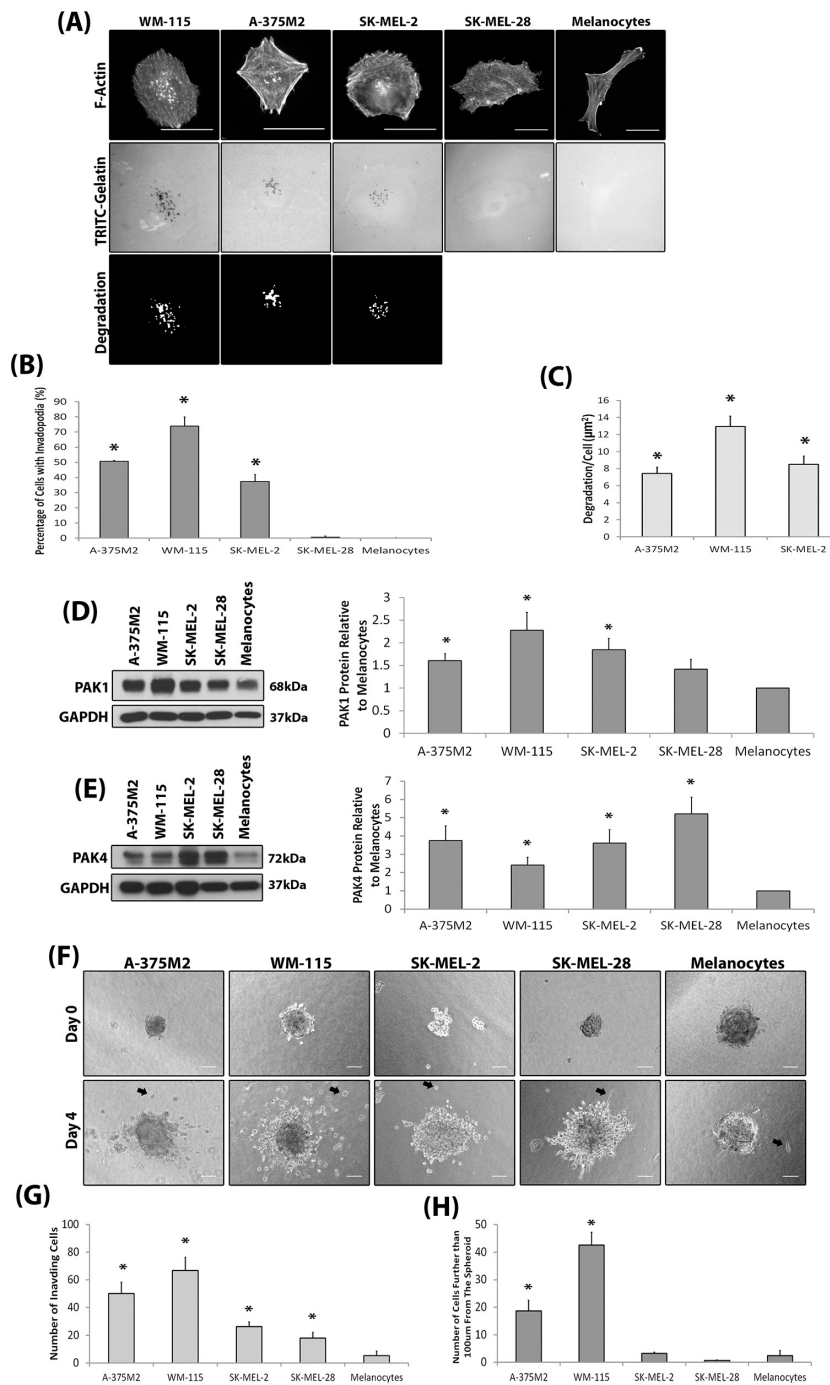 (A)
WM-115 A-375M2 SK-MEL-2 SK-MEL-28 Melanocytes
F-Actin
TRITC-Gelatin
Degradation
(B)
Percentage of Cells with Invadopodia (%)
90
80
70
60
50
40
30
20
10
0
* * *
A-375M2 WM-115 SK-MEL-2 SK-MEL-28 Melanocytes
(C)
Degradation/Cell (µm²)
16
14
12
10
8
6
4
2
0
* * *
A-375M2 WM-115 SK-MEL-2
(D)
A-375M2 WM-115 SK-MEL-2 SK-MEL-28 Melanocytes
PAK1 68kDa
GAPDH 37kDa
PAK1 Protein Relative
to Melanocytes
3
2.5
2
1.5
1
0.5
0
* * *
A-375M2 WM-115 SK-MEL-2 SK-MEL-28 Melanocytes
(E)
A-375M2 WM-115 SK-MEL-2 SK-MEL-28 Melanocytes
PAK4 72kDa
GAPDH 37kDa
PAK4 Protein Relative
to Melanocytes
7
6
5
4
3
2
1
0
* * * *
A-375M2 WM-115 SK-MEL-2 SK-MEL-28 Melanocytes
(F)
A-375M2 WM-115 SK-MEL-2 SK-MEL-28 Melanocytes
Day 0
Day 4
(G)
Number of Inavding Cells
100
80
60
40
20
0
* * * *
A-375M2 WM-115 SK-MEL-2 SK-MEL-28 Melanocytes
(H)
Number of Cells Further than
100um From The Spheroid
50
40
30
20
10
0
* *
A-375M2 WM-115 SK-MEL-2 SK-MEL-28 Melanocytes